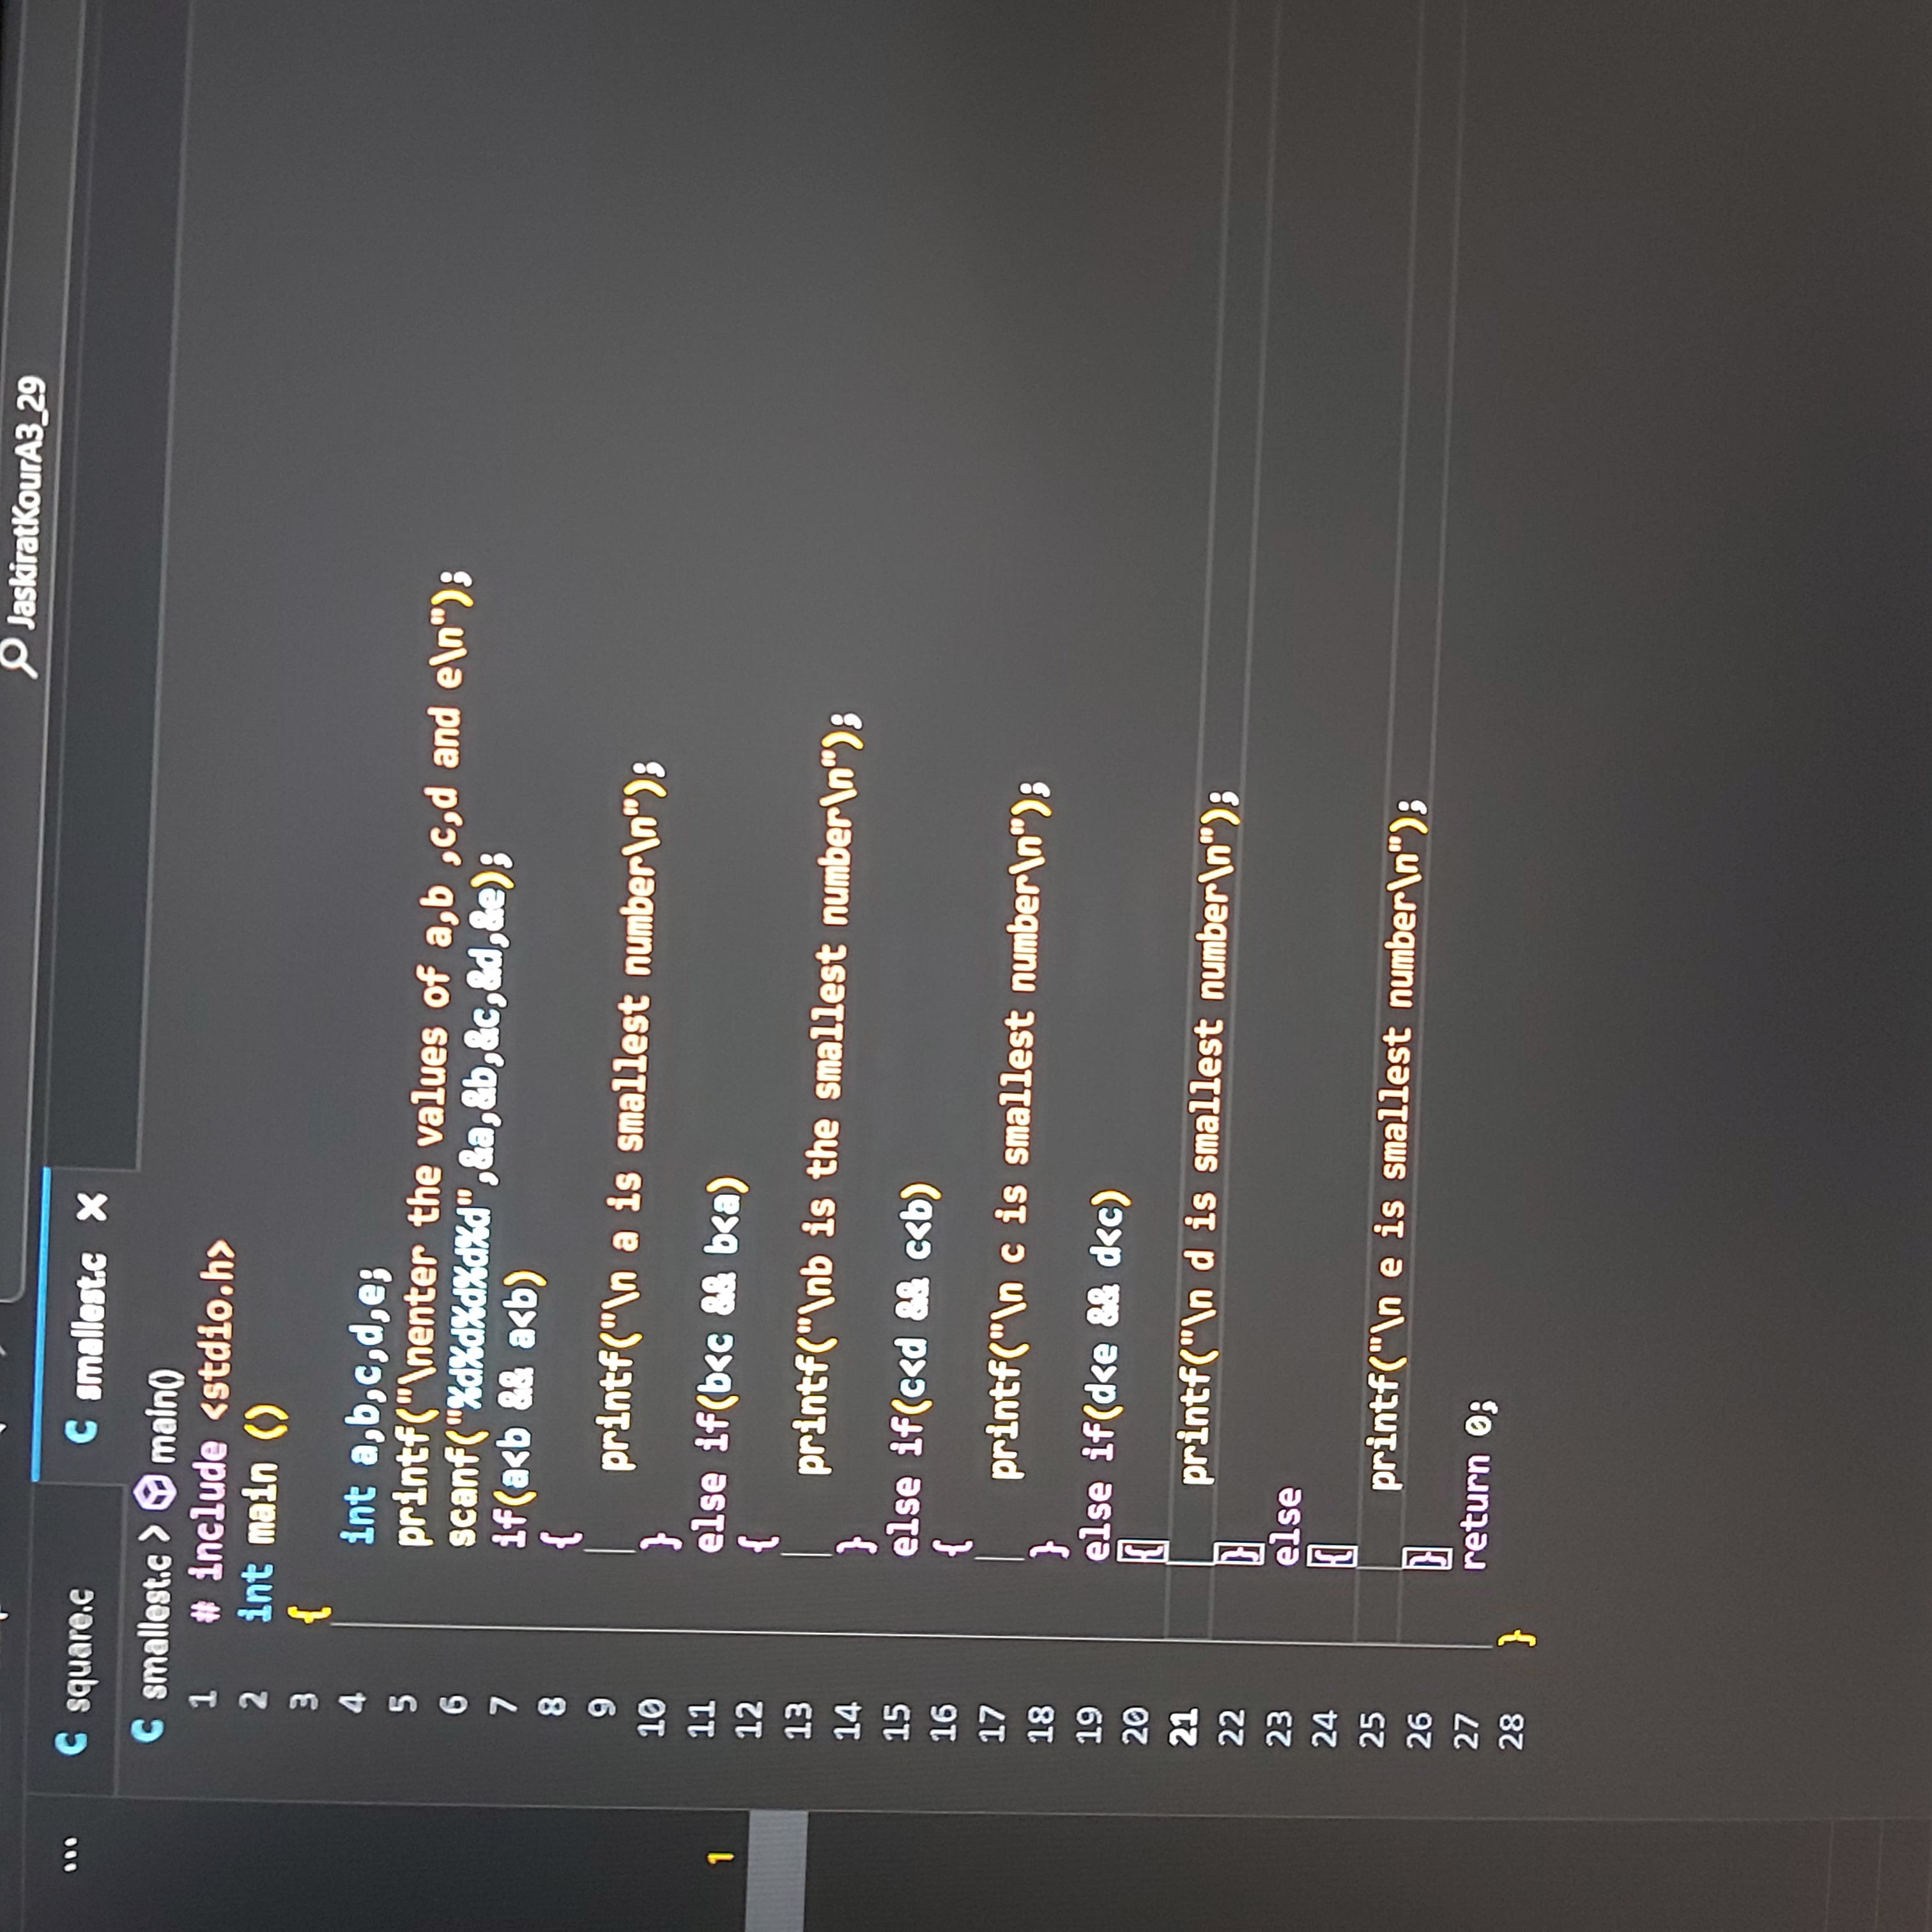 JaskiratKourA3_29
... C square.c C smallest.c X
C smallest.c > main()
1 # include <stdio.h>
2 int main ()
3 {
4 int a,b,c,d,e;
5 printf("\nenter the values of a,b ,c,d and e\n");
6 scanf("%d%d%d%d%d",&a,&b,&c,&d,&e);
7 if(a<b && a<b)
8 {
9 printf("\n a is smallest number\n");
10 }
11 else if(b<c && b<a)
12 {
13 printf("\nb is the smallest number\n");
14 }
15 else if(c<d && c<b)
16 {
17 printf("\n c is smallest number\n");
18 }
19 else if(d<e && d<c)
20 {
21 printf("\n d is smallest number\n");
22 }
23 else
24 {
25 printf("\n e is smallest number\n");
26 }
27 return 0;
28 }
1